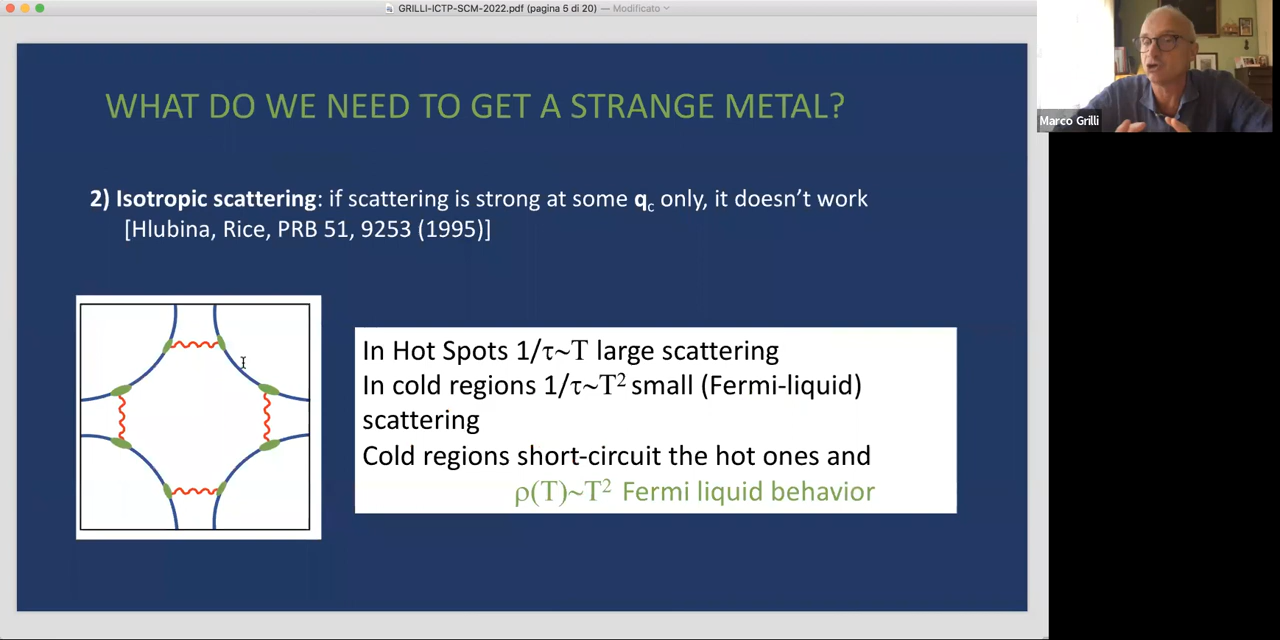 GRILLI-ICTP-SCM-2022.pdf (pagina 5 di 20) — Modificato
WHAT DO WE NEED TO GET A STRANGE METAL?
Marco Grilli
2) Isotropic scattering: if scattering is strong at some qc only, it doesn’t work
[Hlubina, Rice, PRB 51, 9253 (1995)]
In Hot Spots 1/τ~T large scattering
In cold regions 1/τ~T² small (Fermi-liquid)
scattering
Cold regions short-circuit the hot ones and
ρ(T)~T² Fermi liquid behavior